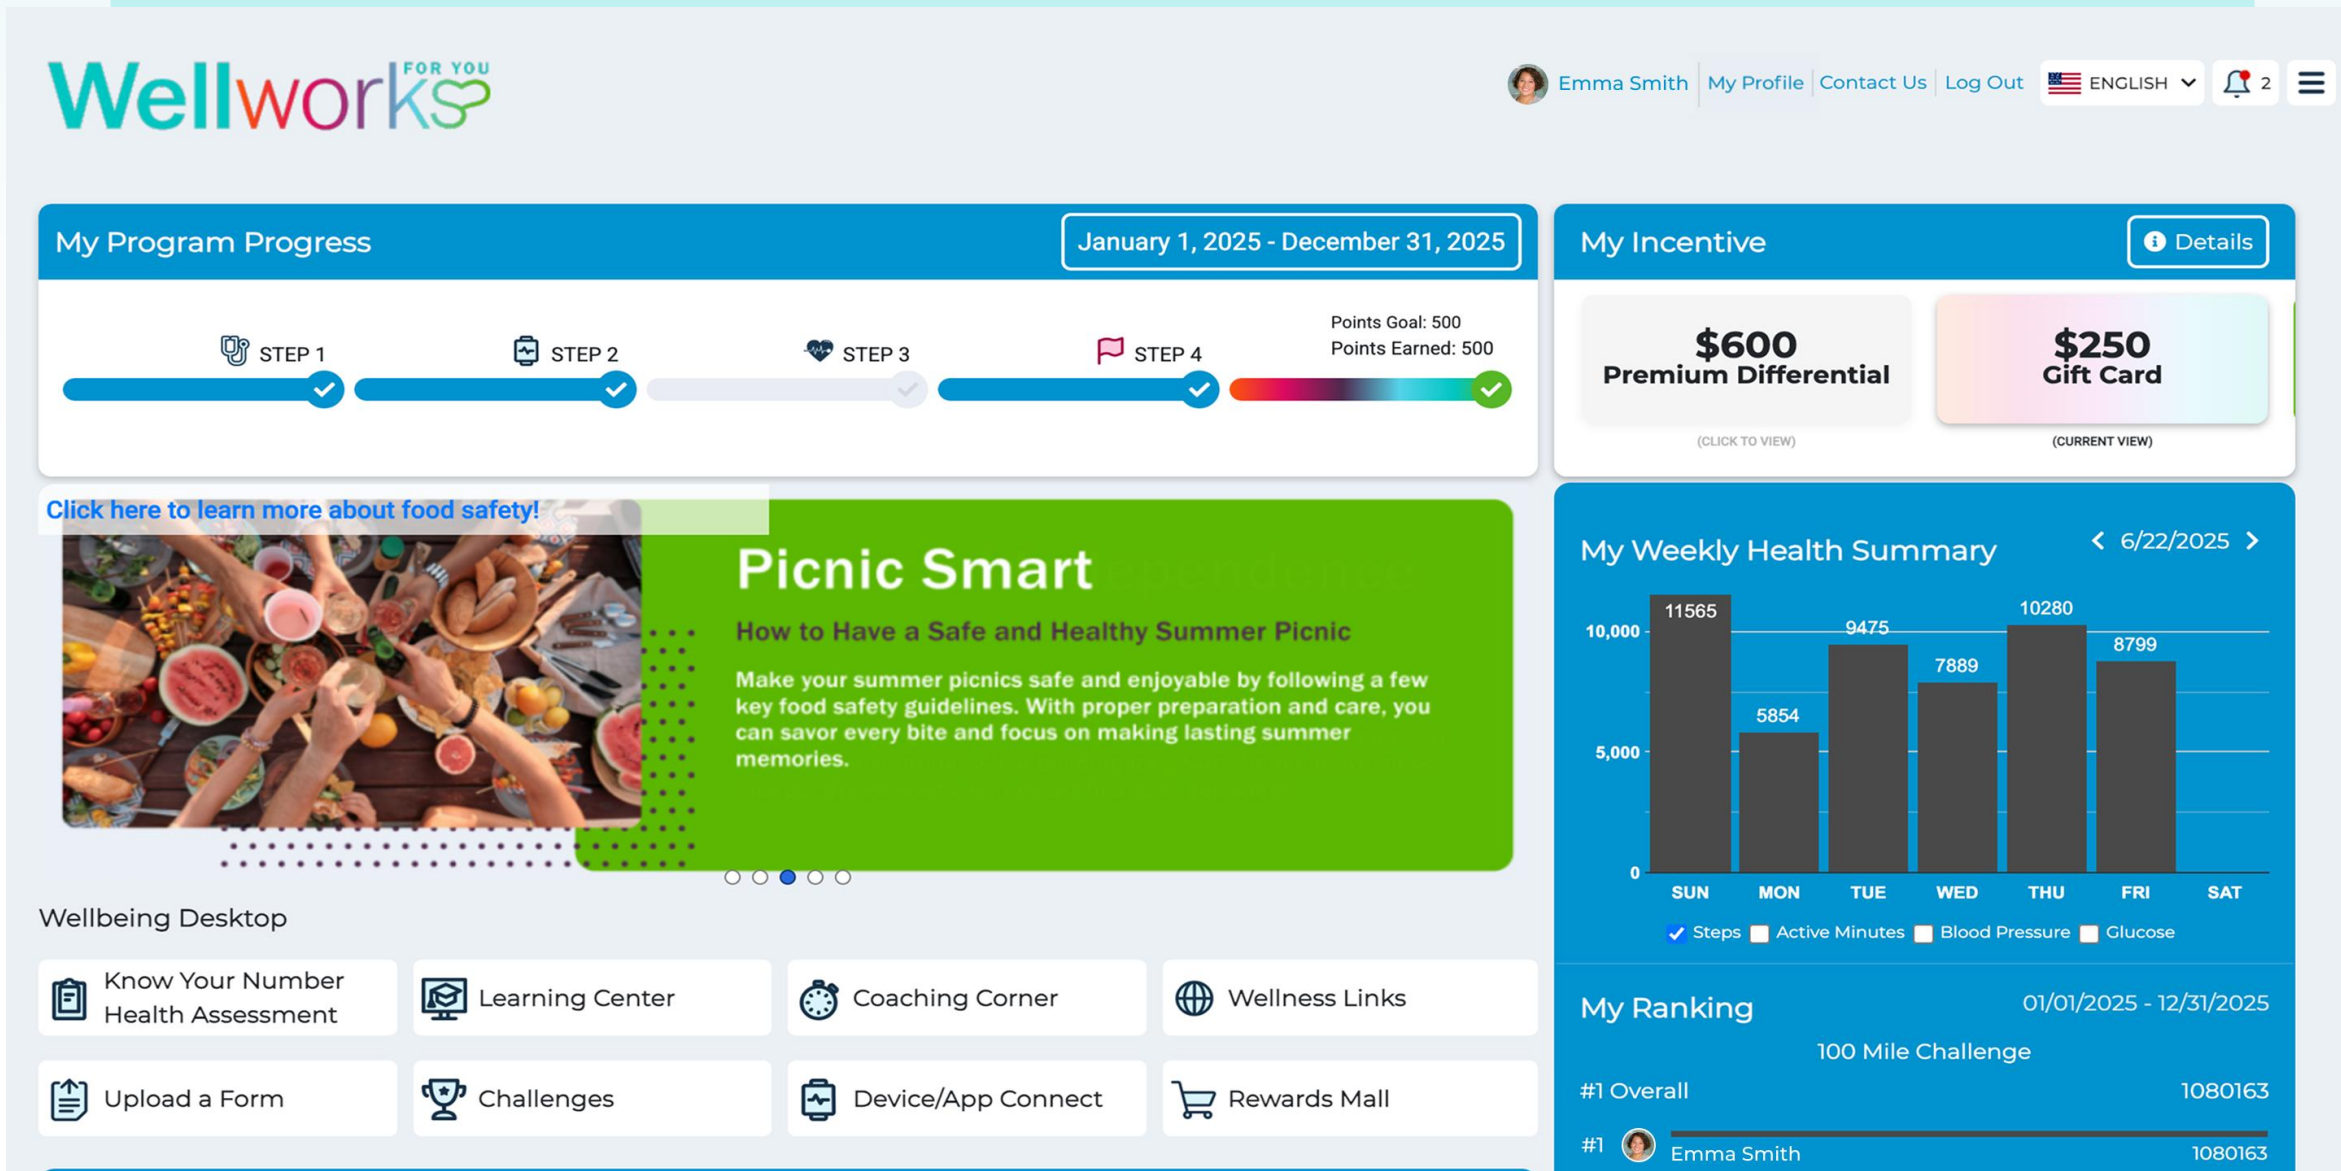 Wellworks FOR YOU
Emma Smith
My Profile
Contact Us
Log Out
ENGLISH
2
My Program Progress
January 1, 2025 - December 31, 2025
STEP 1
STEP 2
STEP 3
STEP 4
Points Goal: 500
Points Earned: 500
My Incentive
Details
$600
Premium Differential
(CLICK TO VIEW)
$250
Gift Card
(CURRENT VIEW)
Click here to learn more about food safety!
Picnic Smart
How to Have a Safe and Healthy Summer Picnic
Make your summer picnics safe and enjoyable by following a few
key food safety guidelines. With proper preparation and care, you
can savor every bite and focus on making lasting summer
memories.
Wellbeing Desktop
Know Your Number
Health Assessment
Learning Center
Coaching Corner
Wellness Links
Upload a Form
Challenges
Device/App Connect
Rewards Mall
My Weekly Health Summary
6/22/2025
10,000
5,000
0
11565
5854
9475
7889
10280
8799
SUN MON TUE WED THU FRI SAT
Steps Active Minutes Blood Pressure Glucose
My Ranking
01/01/2025 - 12/31/2025
100 Mile Challenge
#1 Overall 1080163
#1 Emma Smith 1080163